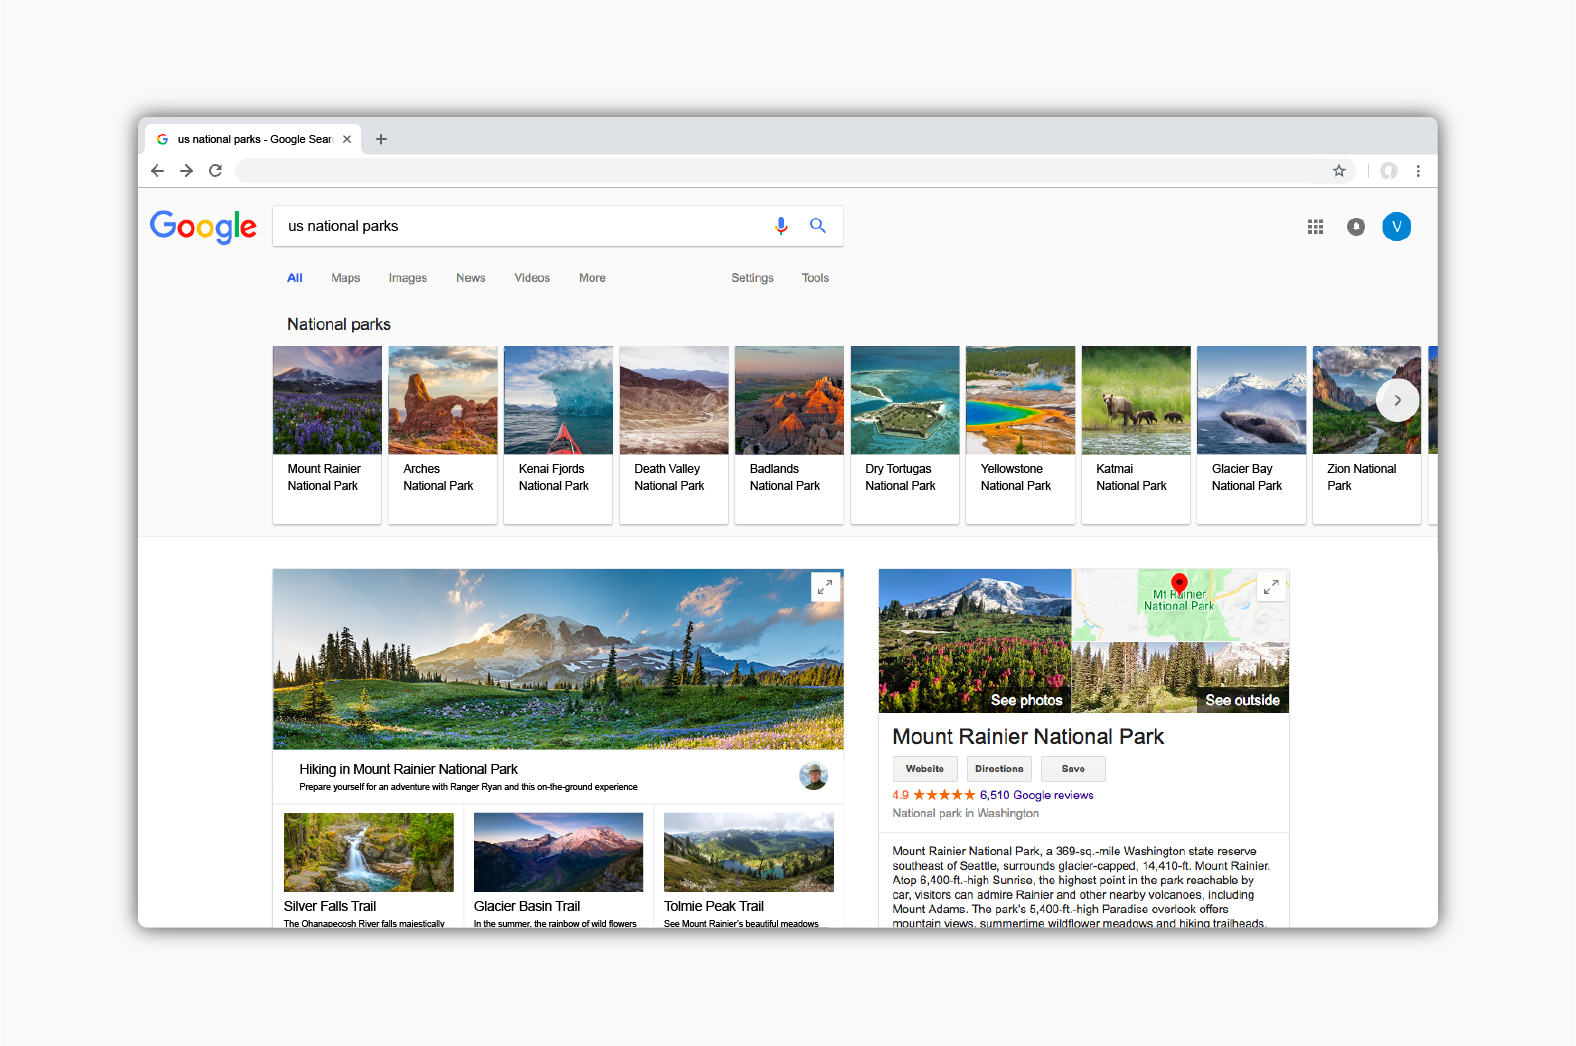 us national parks - Google Sear
Google
us national parks
V
All Maps Images News Videos More Settings Tools
National parks
Mount Rainier
National Park
Arches
National Park
Kenai Fjords
National Park
Death Valley
National Park
Badlands
National Park
Dry Tortugas
National Park
Yellowstone
National Park
Katmai
National Park
Glacier Bay
National Park
Zion National
Park
Hiking in Mount Rainier National Park
Prepare yourself for an adventure with Ranger Ryan and this on-the-ground experience
Silver Falls Trail
The Ohanapecosh River falls majestically
Glacier Basin Trail
In the summer, the rainbow of wild flowers
Tolmie Peak Trail
See Mount Rainier's beautiful meadows
See photos
Mt Rainier
National Park
See outside
Mount Rainier National Park
Website Directions Save
4.9 ★★★★★ 6,510 Google reviews
National park in Washington
Mount Rainier National Park, a 369-sq.-mile Washington state reserve
southeast of Seattle, surrounds glacier-capped, 14,410-ft. Mount Rainier.
Atop 6,400-ft.-high Sunrise, the highest point in the park reachable by
car, visitors can admire Rainier and other nearby volcanoes, including
Mount Adams. The park's 5,400-ft.-high Paradise overlook offers
mountain views, summertime wildflower meadows and hiking trailheads.